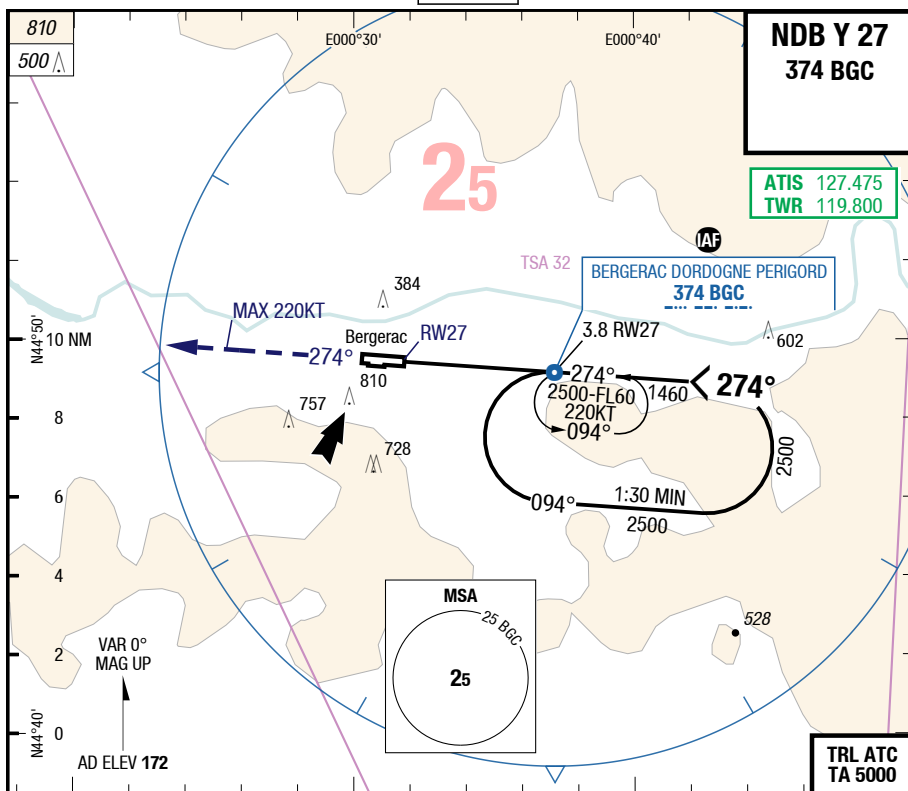 810
500
E000°30'
E000°40'
NDB Y 27
374 BGC
25
ATIS 127.475
TWR 119.800
IAF
TSA 32
BERGERAC DORDOGNE PERIGORD
374 BGC
384
MAX 220KT
RW27
3.8 RW27
602
N44°50'
10 NM
Bergerac
274°
274°
274°
810
2500-FL60
1460
220KT
094°
8
757
728
2500
6
094°
1:30 MIN
2500
4
MSA
25 BGC
25
528
VAR 0°
MAG UP
2
N44°40'
0
AD ELEV 172
TRL ATC
TA 5000